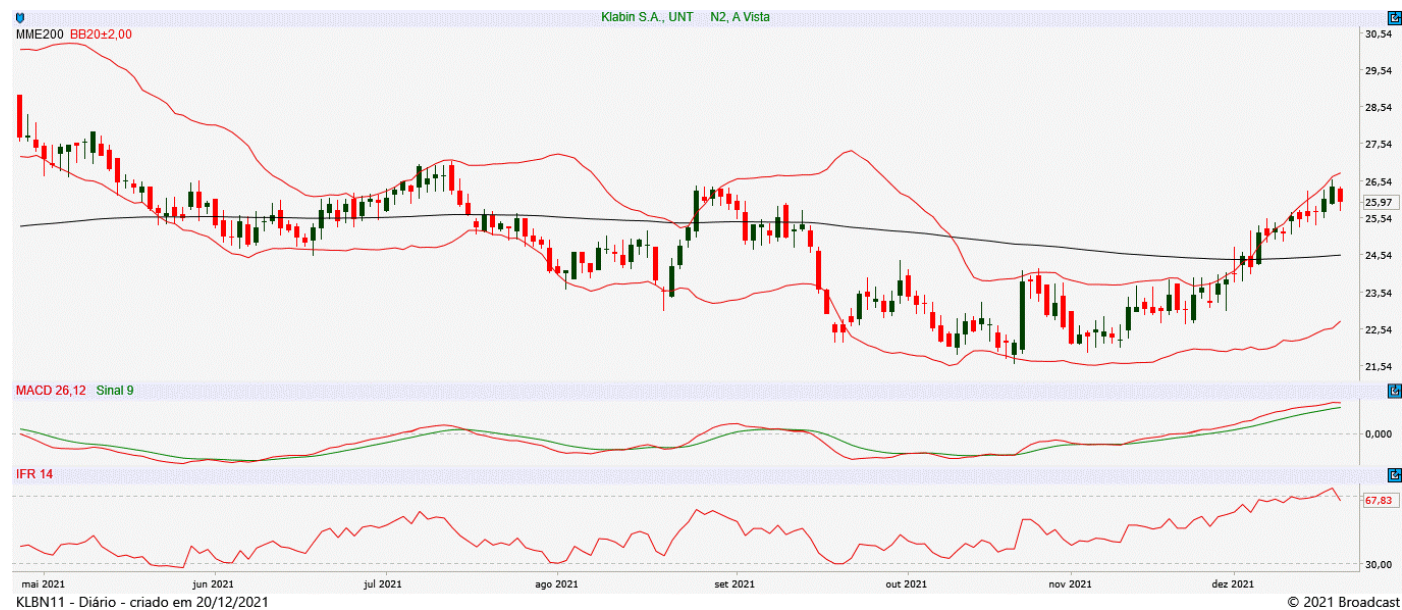 Klabin S.A., UNT N2, A Vista
MME200 BB20±2,00
30,54
29,54
28,54
27,54
26,54
25,97
25,54
24,54
23,54
22,54
21,54
MACD 26,12 Sinal 9
0,000
IFR 14
67,83
30,00
mai 2021 jun 2021 jul 2021 ago 2021 set 2021 out 2021 nov 2021 dez 2021
KLBN11 - Diário - criado em 20/12/2021 © 2021 Broadcast